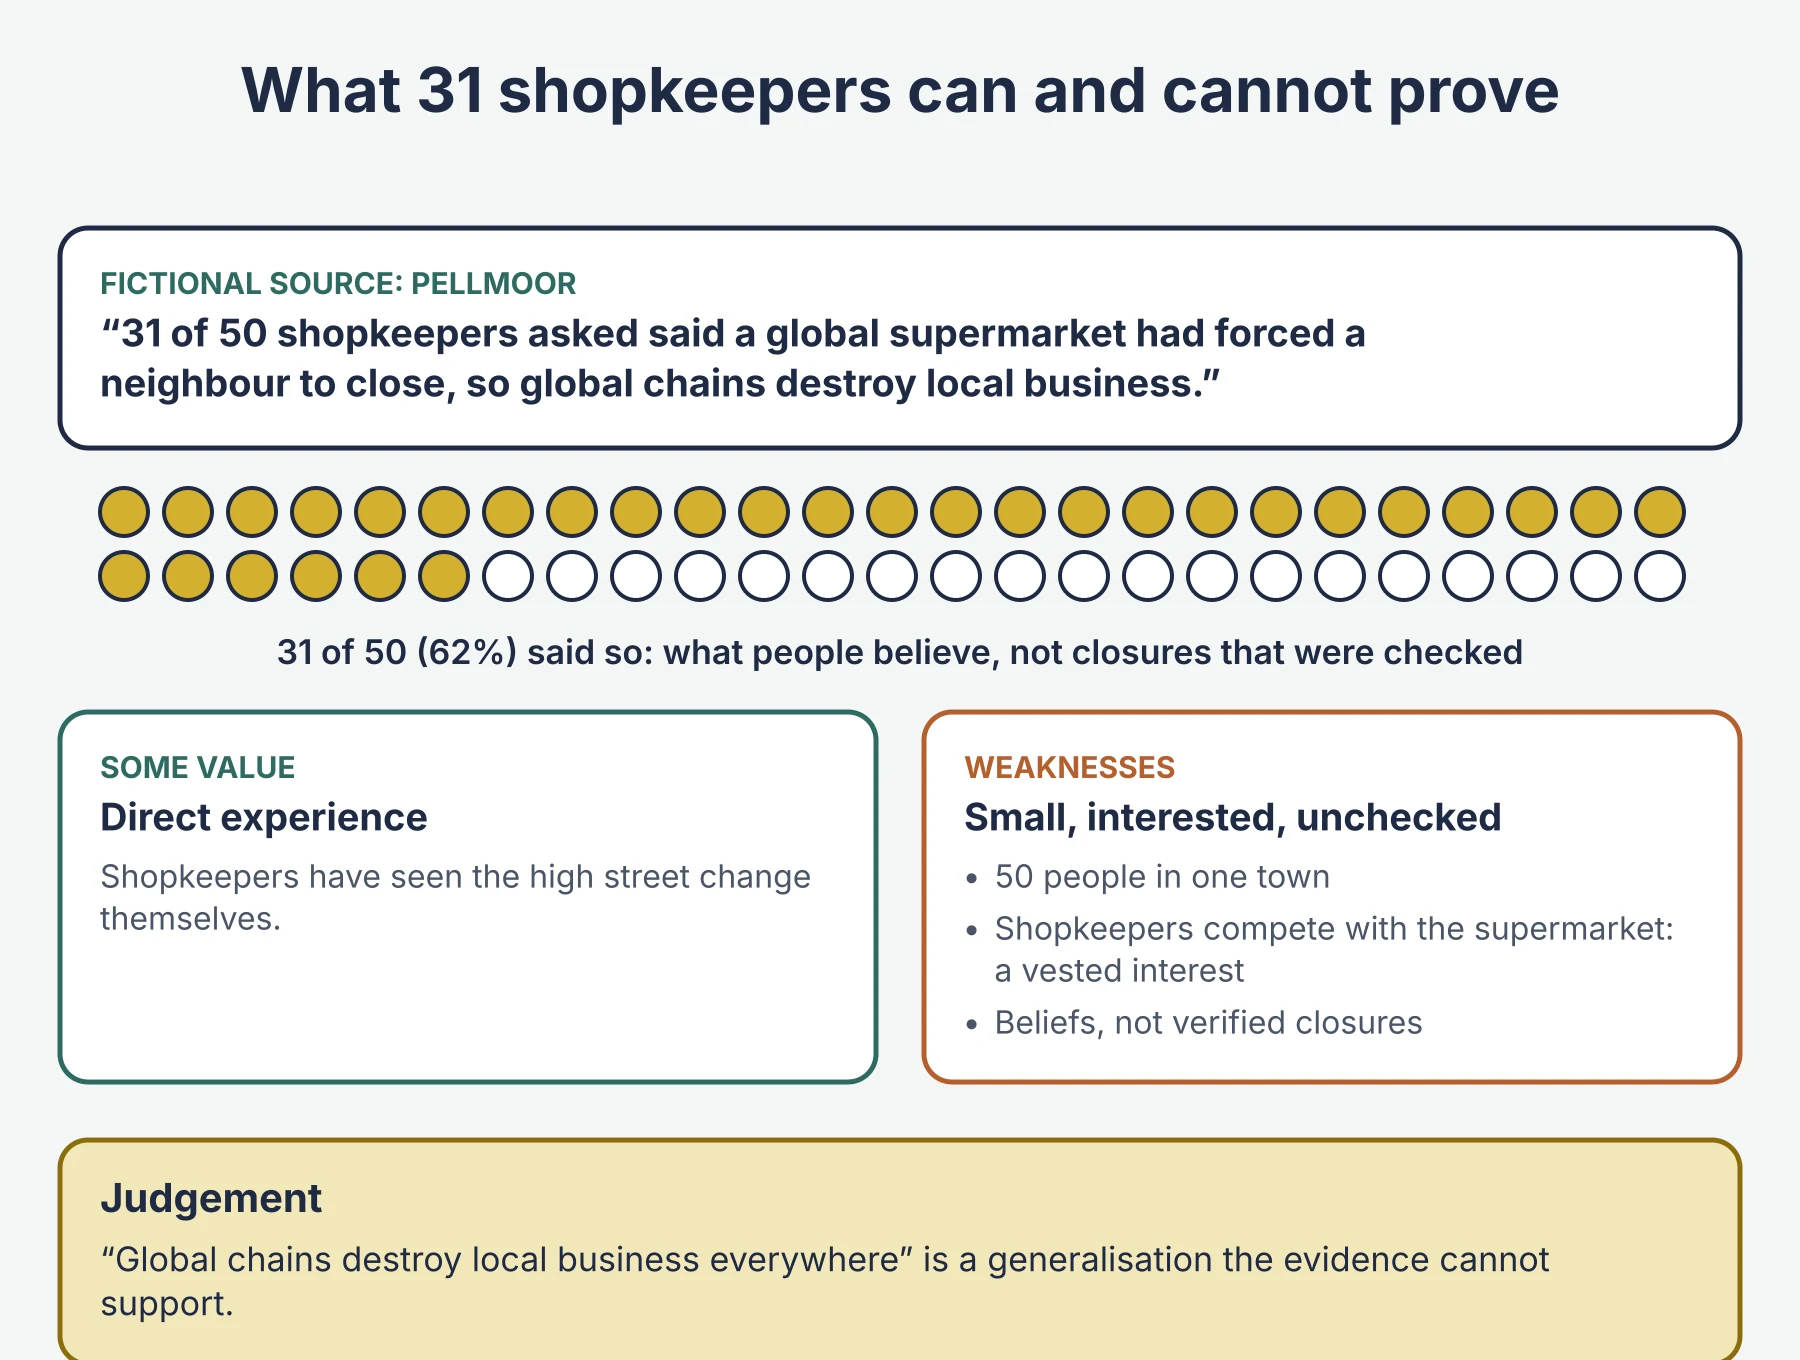 What 31 shopkeepers can and cannot prove
FICTIONAL SOURCE: PELLMOOR
“31 of 50 shopkeepers asked said a global supermarket had forced a
neighbour to close, so global chains destroy local business.”
31 of 50 (62%) said so: what people believe, not closures that were checked
SOME VALUE
Direct experience
Shopkeepers have seen the high street change
themselves.
WEAKNESSES
Small, interested, unchecked
• 50 people in one town
• Shopkeepers compete with the supermarket:
a vested interest
• Beliefs, not verified closures
Judgement
“Global chains destroy local business everywhere” is a generalisation the evidence cannot
support.